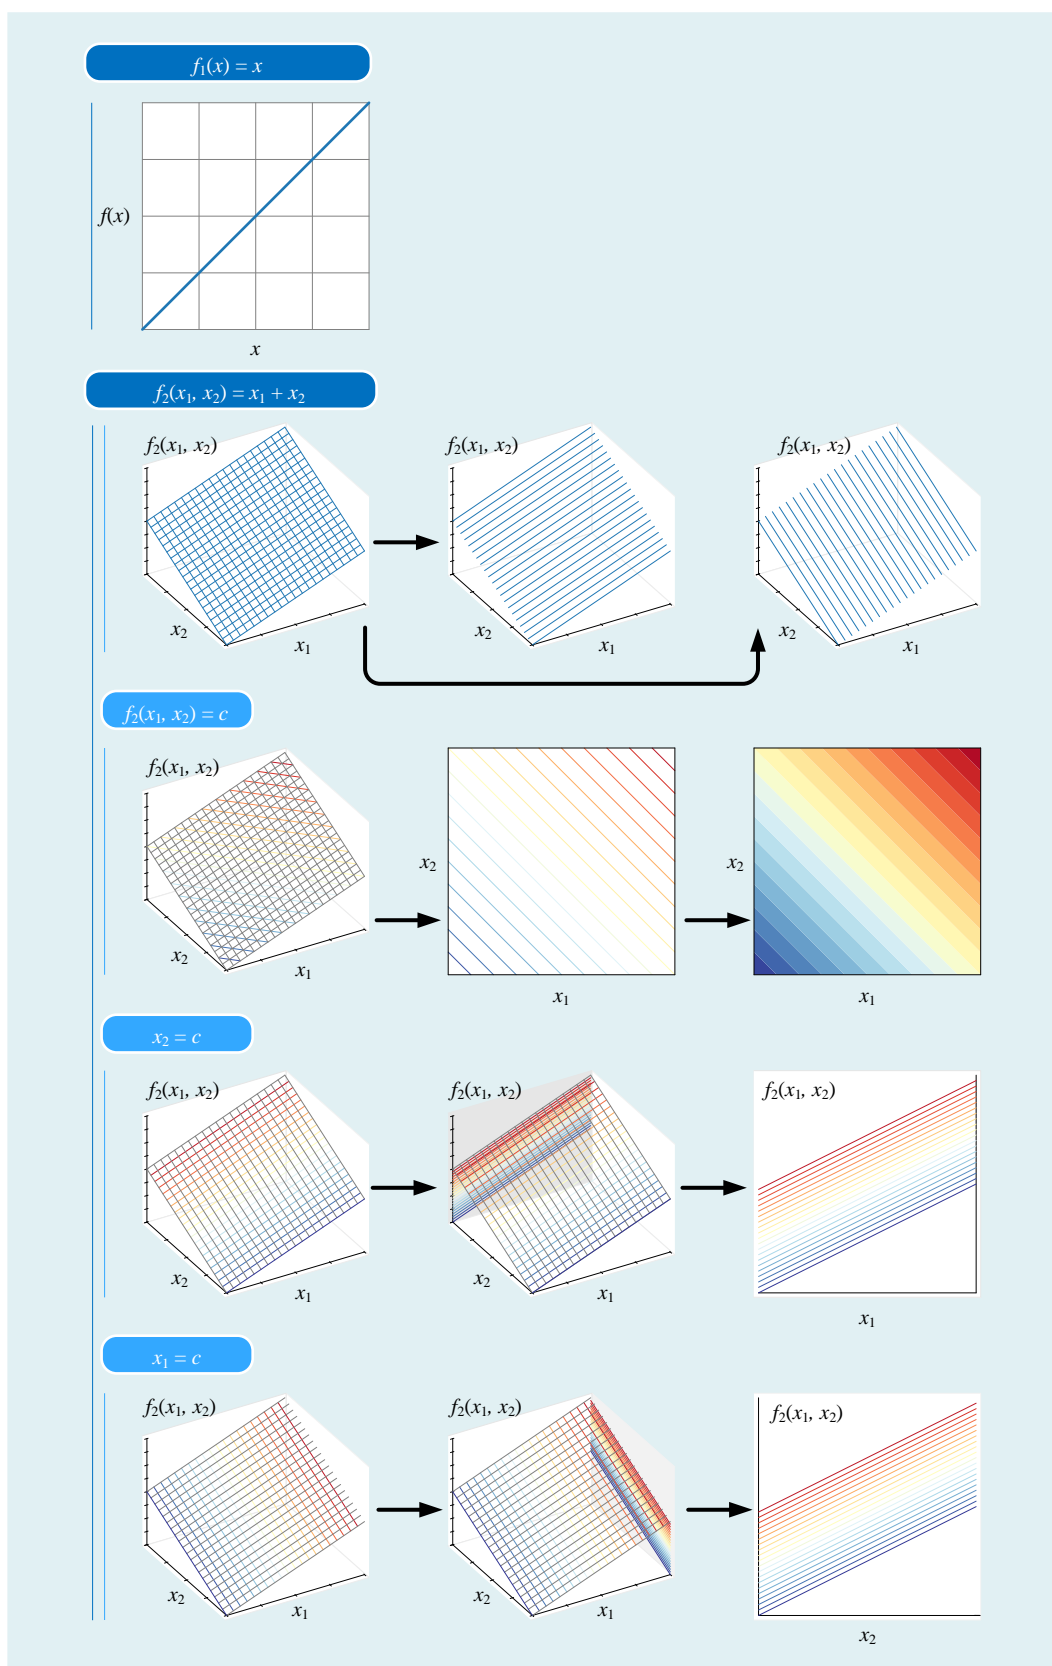 f₁(x) = x
f(x)
x
f₂(x₁, x₂) = x₁ + x₂
f₂(x₁, x₂)
f₂(x₁, x₂)
f₂(x₁, x₂)
x₂
x₁
x₂
x₁
x₂
x₁
f₂(x₁, x₂) = c
f₂(x₁, x₂)
x₂
x₁
x₂
x₁
x₂
x₁
x₂ = c
f₂(x₁, x₂)
f₂(x₁, x₂)
f₂(x₁, x₂)
x₂
x₁
x₂
x₁
x₁
x₁ = c
f₂(x₁, x₂)
f₂(x₁, x₂)
f₂(x₁, x₂)
x₂
x₁
x₂
x₁
x₂